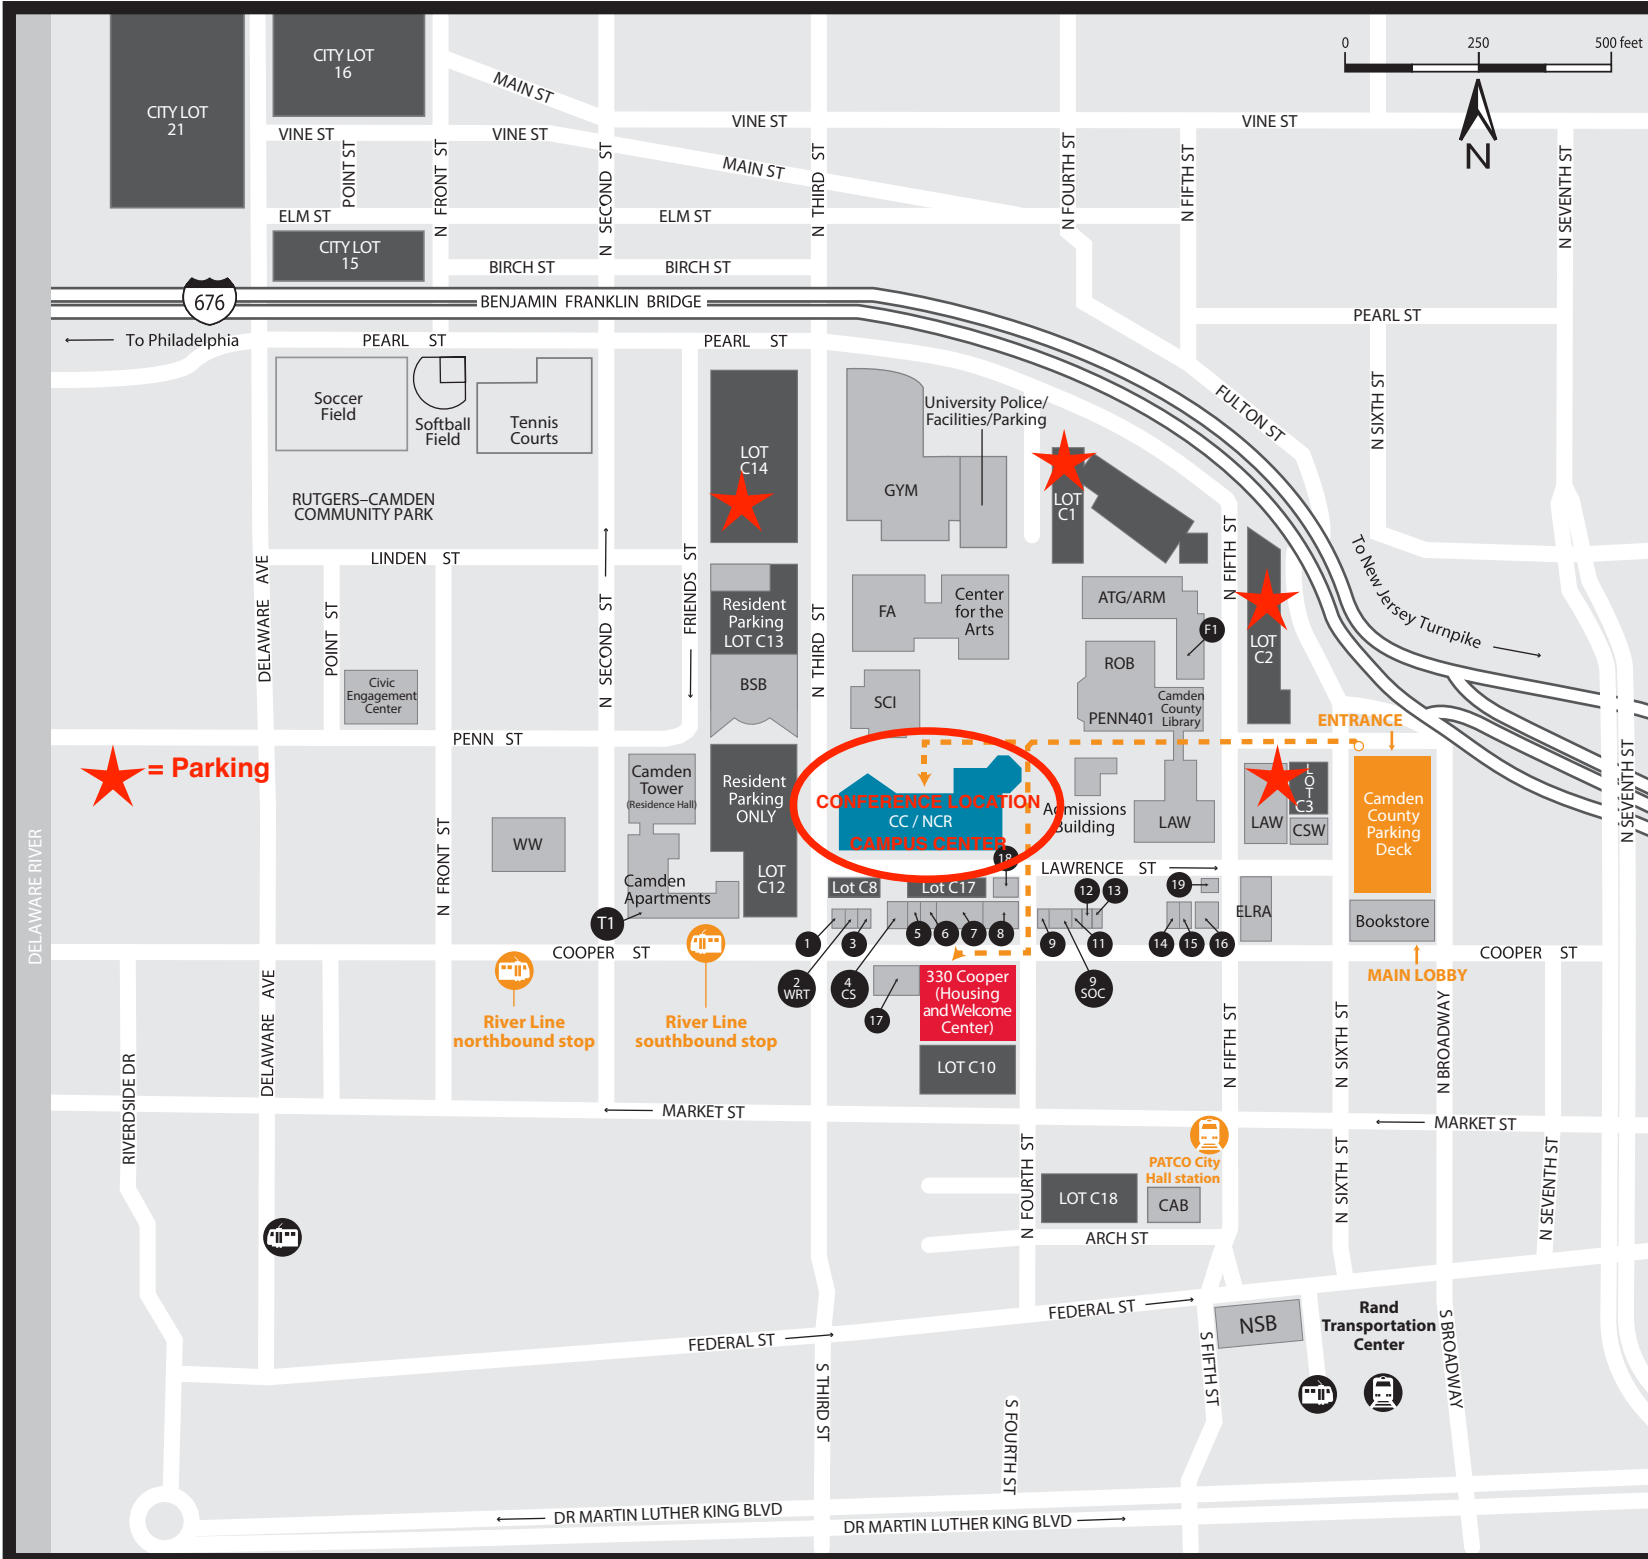 0 250 500 feet
N
CITY LOT
16
CITY LOT
21
MAIN ST
VINE ST
VINE ST
VINE ST
VINE ST
MAIN ST
POINT ST
N FRONT ST
N SECOND ST
N THIRD ST
N FOURTH ST
N FIFTH ST
N SEVENTH ST
ELM ST
ELM ST
CITY LOT
15
BIRCH ST
BIRCH ST
676
BENJAMIN FRANKLIN BRIDGE
PEARL ST
To Philadelphia
PEARL ST
PEARL ST
Soccer
Field
Softball
Field
Tennis
Courts
RUTGERS–CAMDEN
COMMUNITY PARK
LOT
C14
University Police/
Facilities/Parking
GYM
LOT
C1
FULTON ST
N SIXTH ST
N FIFTH ST
To New Jersey Turnpike
LINDEN ST
DELAWARE AVE
POINT ST
N SECOND ST
FRIENDS ST
Resident
Parking
LOT C13
N THIRD ST
FA
Center
for the
Arts
ATG/ARM
F1
LOT
C2
ROB
Camden
County
Library
PENN401
Civic
Engagement
Center
BSB
SCI
ENTRANCE
PENN ST
= Parking
Camden
Tower
(Residence Hall)
Resident
Parking
ONLY
CONFERENCE LOCATION
CC / NCR
CAMPUS CENTER
Admissions
Building
LAW
LAW
LOT
C3
CSW
Camden
County
Parking
Deck
N SEVENTH ST
WW
N FRONT ST
DELAWARE RIVER
Camden
Apartments
LOT
C12
18
LAWRENCE ST
Lot C8
Lot C17
12
13
19
ELRA
Bookstore
T1
1
3
5
6
7
8
9
11
14
15
16
COOPER ST
COOPER ST
MAIN LOBBY
2
WRT
4
CS
17
330 Cooper
(Housing
and Welcome
Center)
9
SOC
River Line
northbound stop
River Line
southbound stop
DELAWARE AVE
RIVERDSIDE DR
LOT C10
N FIFTH ST
N SIXTH ST
N BROADWAY
MARKET ST
MARKET ST
PATCO City
Hall station
N FOURTH ST
LOT C18
CAB
N SIXTH ST
N SEVENTH ST
ARCH ST
FEDERAL ST
FEDERAL ST
NSB
Rand
Transportation
Center
S THIRD ST
S FOURTH ST
S FIFTH ST
S BROADWAY
DR MARTIN LUTHER KING BLVD
DR MARTIN LUTHER KING BLVD